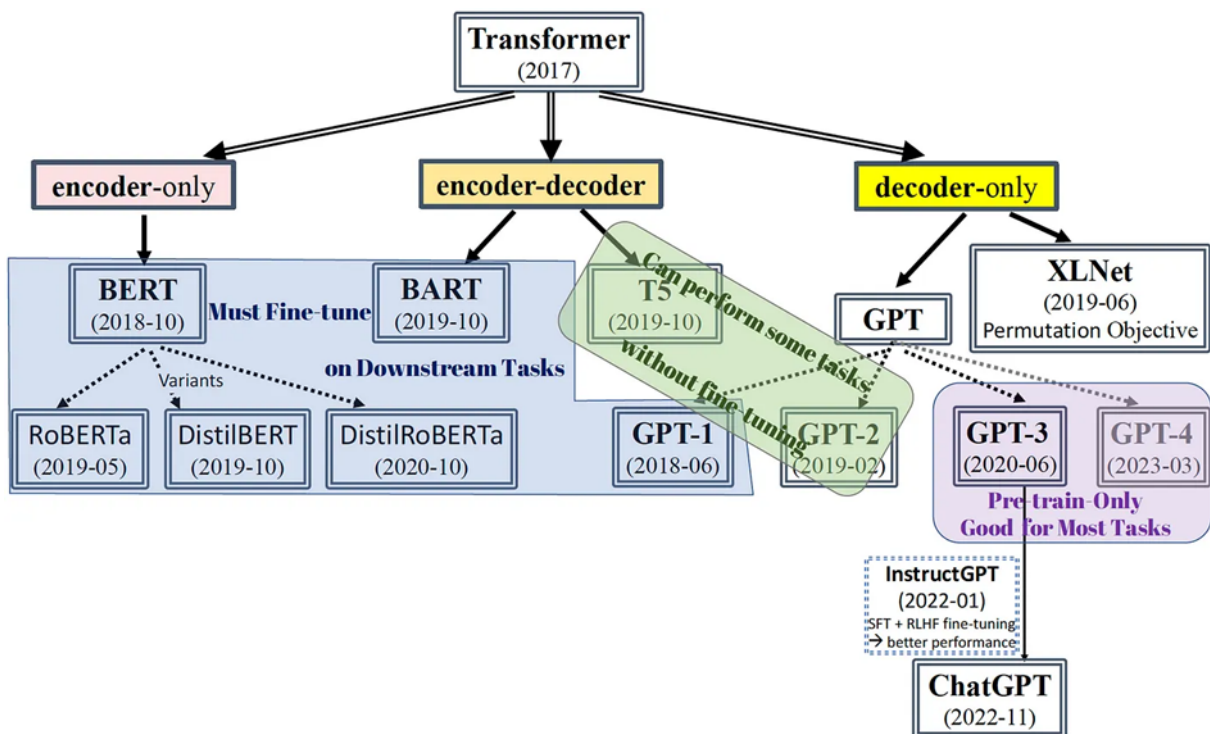 Transformer
(2017)
encoder-only
encoder-decoder
decoder-only
BERT
(2018-10)
Must Fine-tune
BART
(2019-10)
T5
(2019-10)
Can perform some tasks
without fine-tuning
GPT
XLNet
(2019-06)
Permutation Objective
on Downstream Tasks
Variants
RoBERTa
(2019-05)
DistilBERT
(2019-10)
DistilRoBERTa
(2020-10)
GPT-1
(2018-06)
GPT-2
(2019-02)
GPT-3
(2020-06)
GPT-4
(2023-03)
Pre-train-Only
Good for Most Tasks
InstructGPT
(2022-01)
SFT + RLHF fine-tuning
→ better performance
ChatGPT
(2022-11)